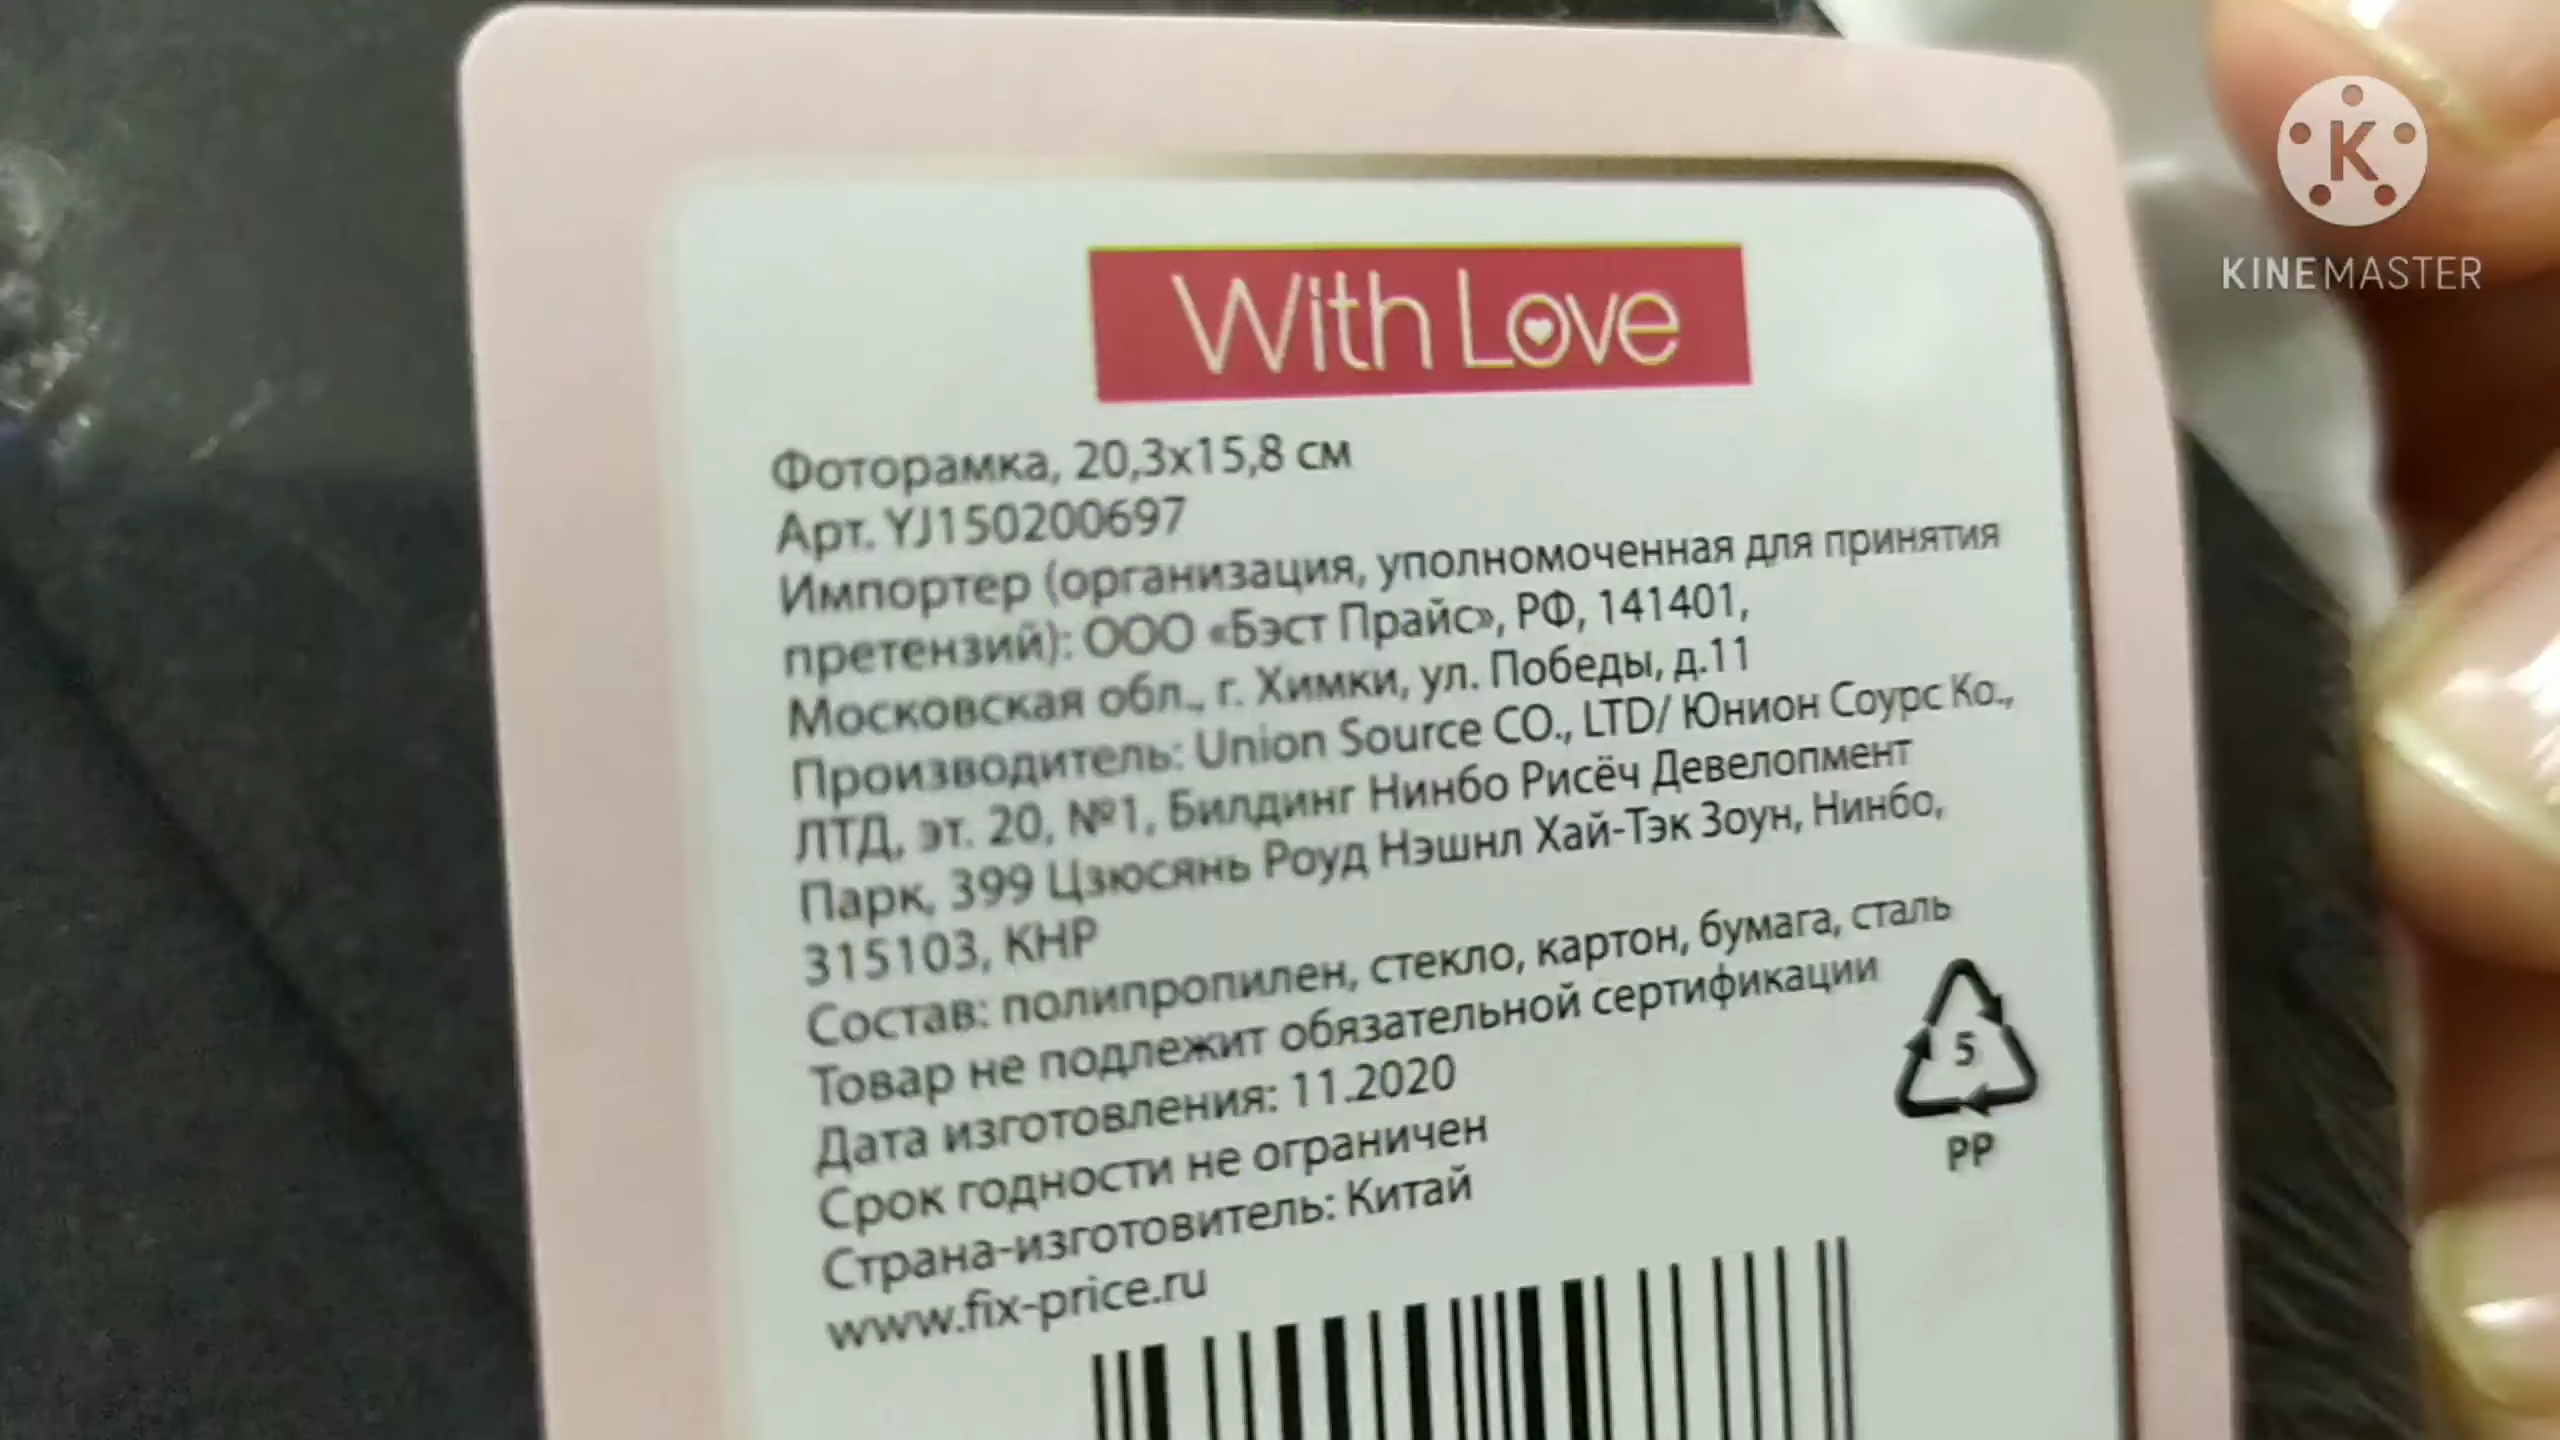 With Love
Фоторамка, 20,3х15,8 см
Арт. YJ150200697
Импортер (организация, уполномоченная для принятия
претензий): ООО «Бэст Прайс», РФ, 141401,
Московская обл., г. Химки, ул. Победы, д.11
Производитель: Union Source CO., LTD/ Юнион Соурс Ко.,
ЛТД, эт. 20, №1, Билдинг Нинбо Рисёч Девелопмент
Парк, 399 Цзюсянь Роуд Нэшнл Хай-Тэк Зоун, Нинбо,
315103, КНР
Состав: полипропилен, стекло, картон, бумага, сталь
Товар не подлежит обязательной сертификации
Дата изготовления: 11.2020
Срок годности не ограничен
Страна-изготовитель: Китай
www.fix-price.ru
5
PP
K
KINEMASTER